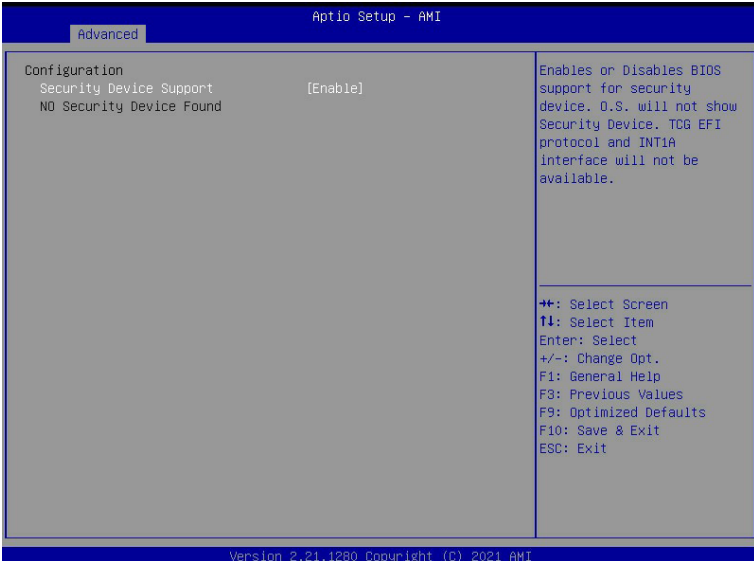 Aptio Setup – AMI
Advanced
Configuration
Security Device Support [Enable]
NO Security Device Found
Enables or Disables BIOS
support for security
device. O.S. will not show
Security Device. TCG EFI
protocol and INT1A
interface will not be
available.
→←: Select Screen
↑↓: Select Item
Enter: Select
+/-: Change Opt.
F1: General Help
F3: Previous Values
F9: Optimized Defaults
F10: Save & Exit
ESC: Exit
Version 2.21.1280 Copyright (C) 2021 AMI